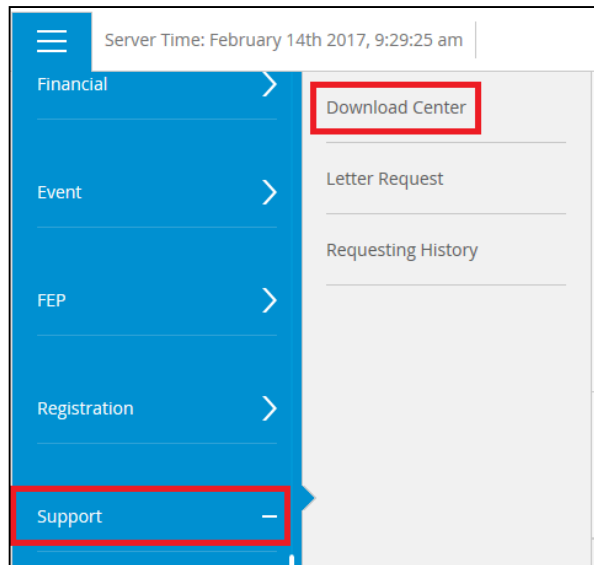 Server Time: February 14th 2017, 9:29:25 am
Financial
Event
FEP
Registration
Support
Download Center
Letter Request
Requesting History